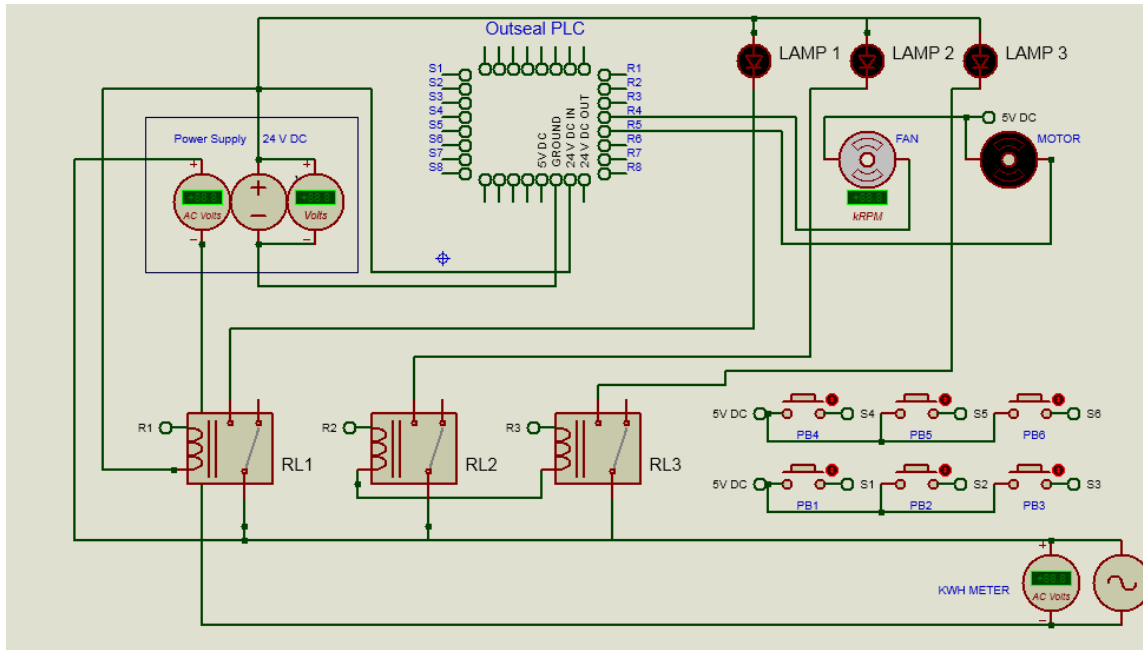 Outseal PLC
S1
S2
S3
S4
S5
S6
S7
S8
R1
R2
R3
R4
R5
R6
R7
R8
5V DC
GROUND
24 V DC IN
24 V DC OUT
LAMP 1
LAMP 2
LAMP 3
Power Supply 24 V DC
+
AC Volts
−
+
−
+
Volts
−
5V DC
FAN
MOTOR
kRPM
R1
RL1
R2
RL2
R3
RL3
5V DC
S4
S5
S6
PB4
PB5
PB6
5V DC
S1
S2
S3
PB1
PB2
PB3
KWH METER
+
AC Volts
−